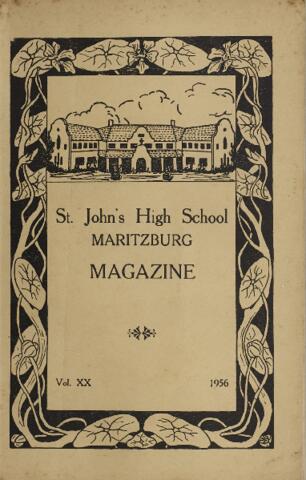 St. John's High School
MARITZBURG
MAGAZINE
Vol. XX 1956